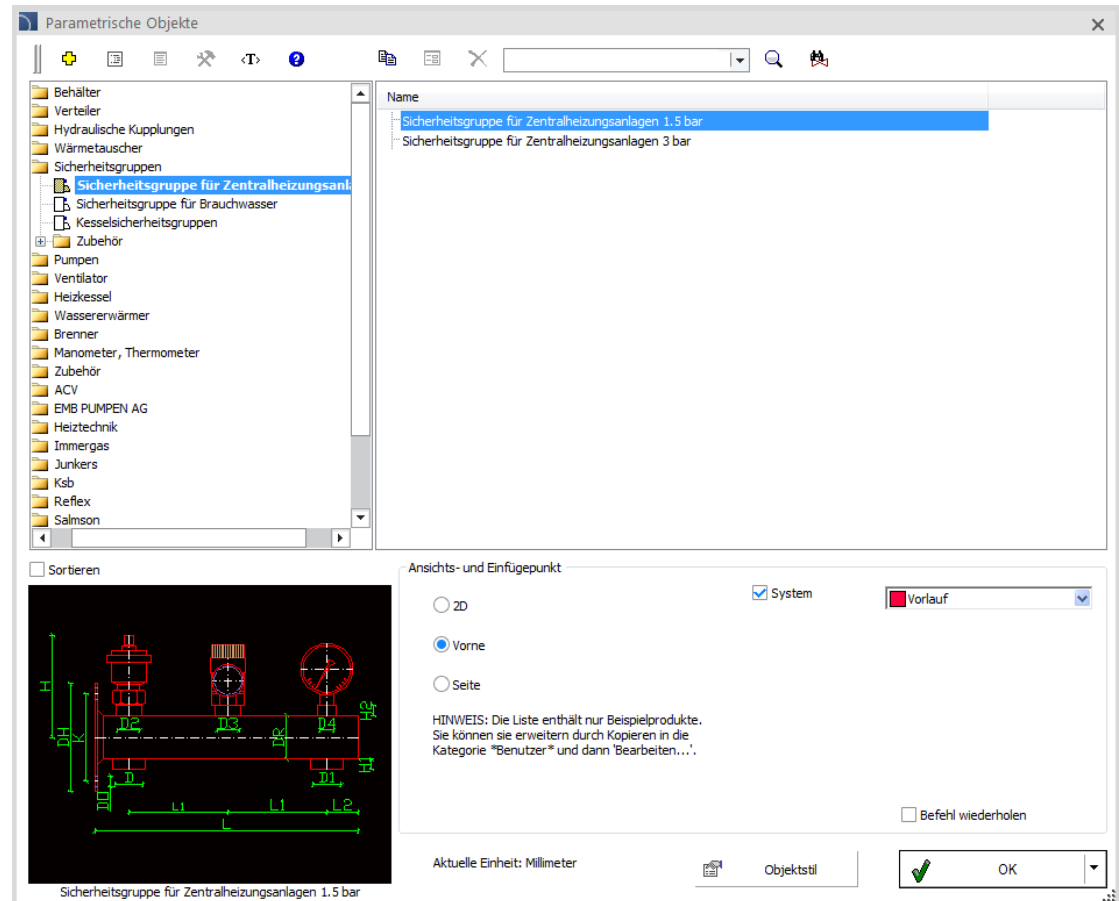 Parametrische Objekte
‹T›
?
Behälter
Verteiler
Hydraulische Kupplungen
Wärmetauscher
Sicherheitsgruppen
Sicherheitsgruppe für Zentralheizungsanl
Sicherheitsgruppe für Brauchwasser
Kesselsicherheitsgruppen
Zubehör
Pumpen
Ventilator
Heizkessel
Wassererwärmer
Brenner
Manometer, Thermometer
Zubehör
ACV
EMB PUMPEN AG
Heiztechnik
Immergas
Junkers
Ksb
Reflex
Salmson
Name
Sicherheitsgruppe für Zentralheizungsanlagen 1.5 bar
Sicherheitsgruppe für Zentralheizungsanlagen 3 bar
Sortieren
H
DH
K
D2
D3
DR
D4
H2
DO
D
D1
H1
L1
L1
L2
L
Sicherheitsgruppe für Zentralheizungsanlagen 1.5 bar
Ansichts- und Einfügepunkt
2D
Vorne
Seite
System
Vorlauf
HINWEIS: Die Liste enthält nur Beispielprodukte.
Sie können sie erweitern durch Kopieren in die
Kategorie *Benutzer* und dann 'Bearbeiten...'.
Befehl wiederholen
Aktuelle Einheit: Millimeter
Objektstil
OK